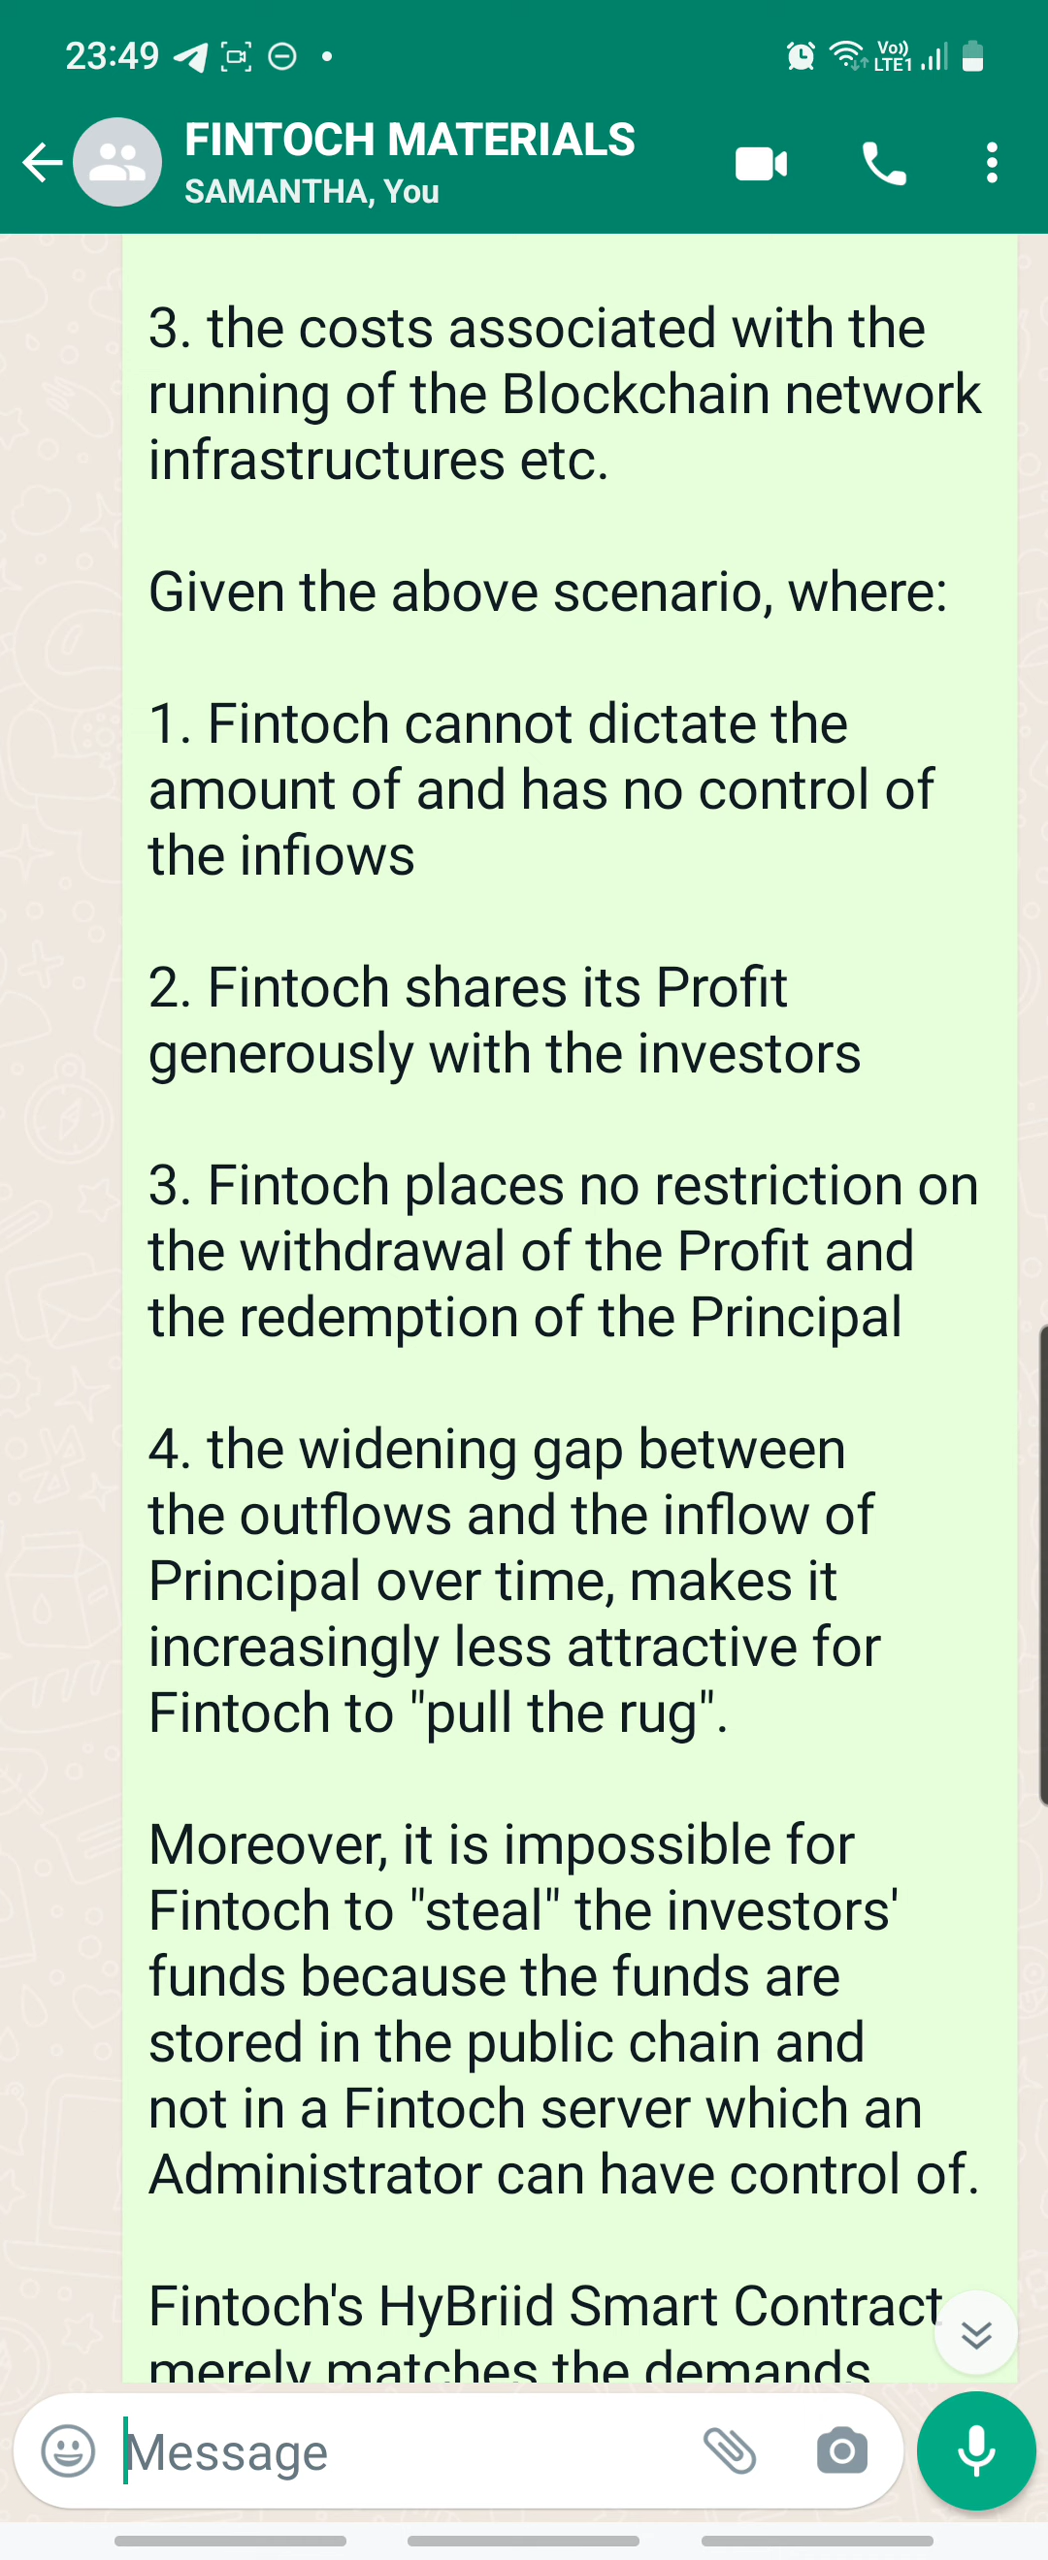 23:49
Vo))
LTE1
FINTOCH MATERIALS
SAMANTHA, You
3. the costs associated with the
running of the Blockchain network
infrastructures etc.
Given the above scenario, where:
1. Fintoch cannot dictate the
amount of and has no control of
the infiows
2. Fintoch shares its Profit
generously with the investors
3. Fintoch places no restriction on
the withdrawal of the Profit and
the redemption of the Principal
4. the widening gap between
the outflows and the inflow of
Principal over time, makes it
increasingly less attractive for
Fintoch to "pull the rug".
Moreover, it is impossible for
Fintoch to "steal" the investors'
funds because the funds are
stored in the public chain and
not in a Fintoch server which an
Administrator can have control of.
Fintoch's HyBriid Smart Contract
merely matches the demands
Message